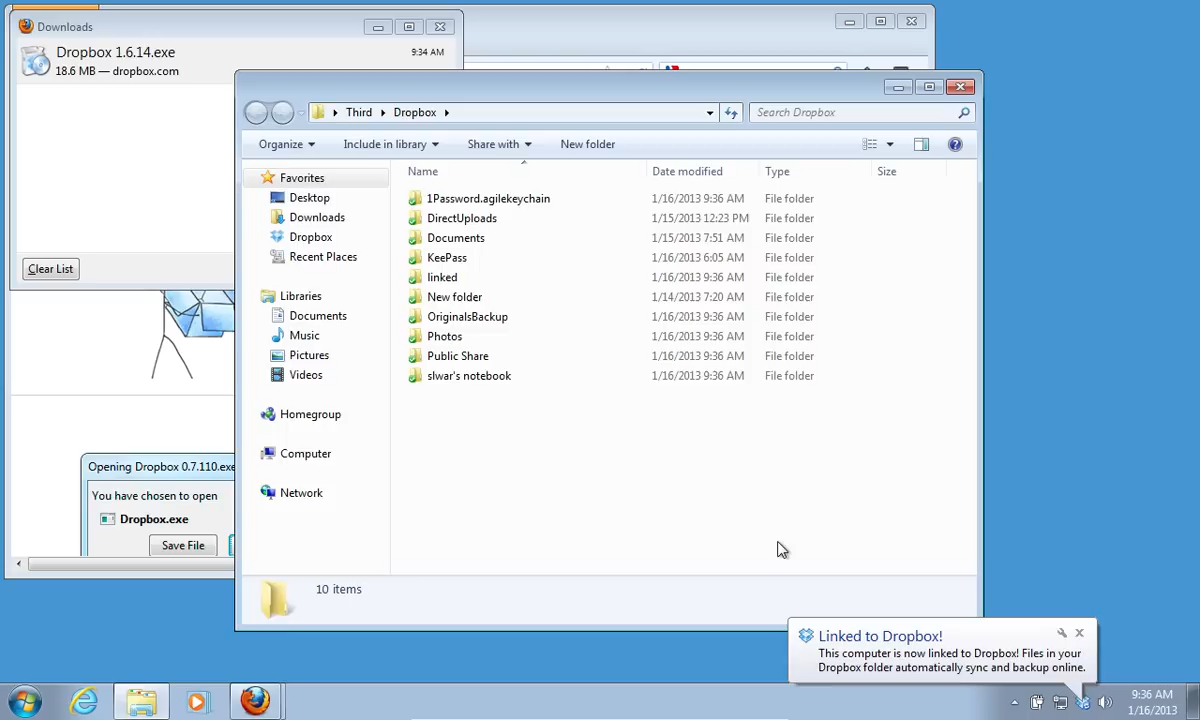 Downloads
Dropbox 1.6.14.exe
9:34 AM
18.6 MB — dropbox.com
Clear List
Third Dropbox
Search Dropbox
Organize Include in library Share with New folder
Name Date modified Type Size
Favorites
Desktop
Downloads
Dropbox
Recent Places
Libraries
Documents
Music
Pictures
Videos
Homegroup
Computer
Network
1Password.agilekeychain 1/16/2013 9:36 AM File folder
DirectUploads 1/15/2013 12:23 PM File folder
Documents 1/15/2013 7:51 AM File folder
KeePass 1/16/2013 6:05 AM File folder
linked 1/16/2013 9:36 AM File folder
New folder 1/14/2013 7:20 AM File folder
OriginalsBackup 1/16/2013 9:36 AM File folder
Photos 1/16/2013 9:36 AM File folder
Public Share 1/16/2013 9:36 AM File folder
slwar's notebook 1/16/2013 9:36 AM File folder
10 items
Opening Dropbox 0.7.110.exe
You have chosen to open
Dropbox.exe
Save File
Linked to Dropbox!
This computer is now linked to Dropbox! Files in your
Dropbox folder automatically sync and backup online.
9:36 AM
1/16/2013